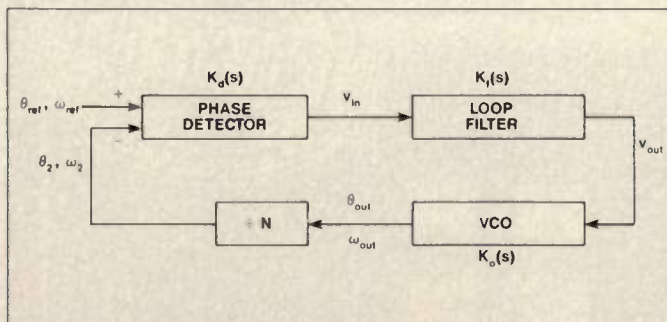 K_d(s)
K_f(s)
θ_ref, ω_ref
+
PHASE
DETECTOR
V_in
LOOP
FILTER
-
θ_2, ω_2
V_out
÷ N
θ_out
ω_out
VCO
K_o(s)